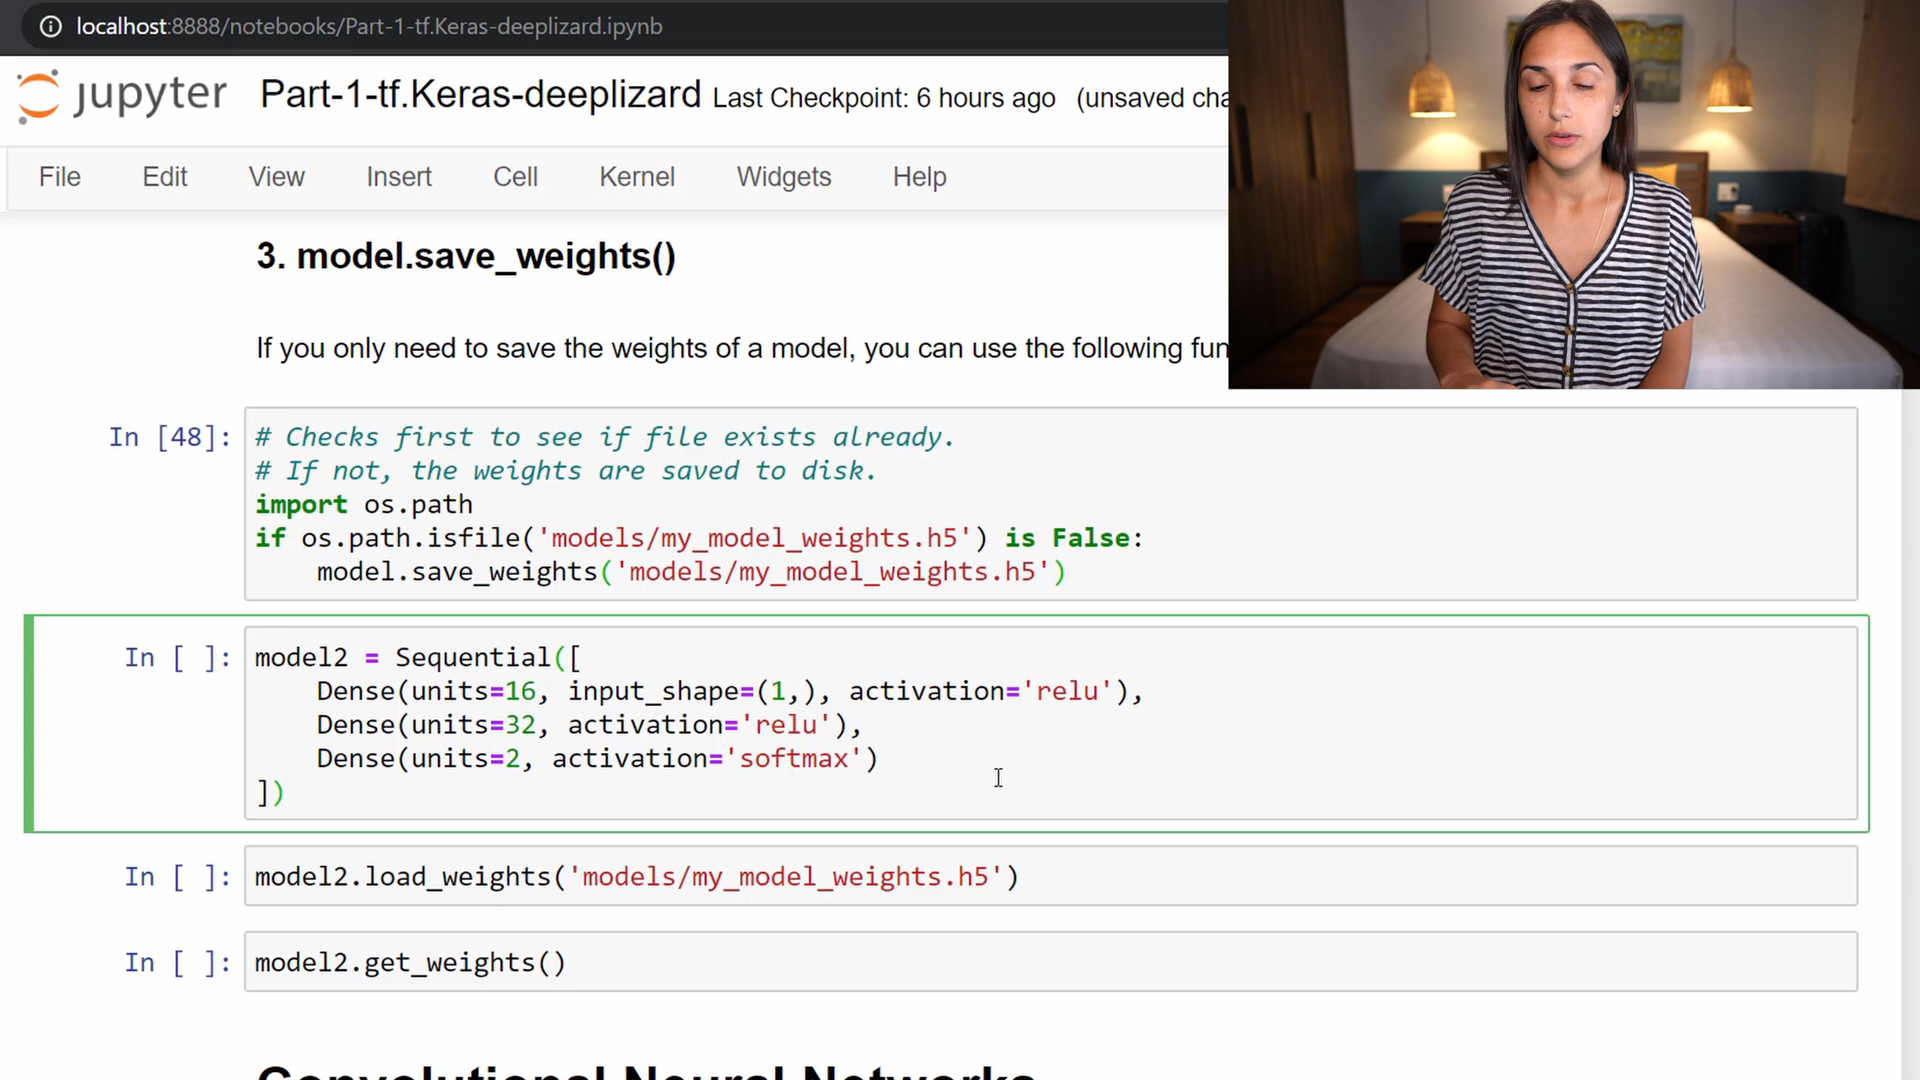 localhost:8888/notebooks/Part-1-tf.Keras-deeplizard.ipynb
jupyter Part-1-tf.Keras-deeplizard Last Checkpoint: 6 hours ago (unsaved cha
File Edit View Insert Cell Kernel Widgets Help
3. model.save_weights()
If you only need to save the weights of a model, you can use the following fun
In [48]: # Checks first to see if file exists already.
# If not, the weights are saved to disk.
import os.path
if os.path.isfile('models/my_model_weights.h5') is False:
    model.save_weights('models/my_model_weights.h5')
In [ ]: model2 = Sequential([
    Dense(units=16, input_shape=(1,), activation='relu'),
    Dense(units=32, activation='relu'),
    Dense(units=2, activation='softmax')
])
In [ ]: model2.load_weights('models/my_model_weights.h5')
In [ ]: model2.get_weights()
Convolutional Neural Networks